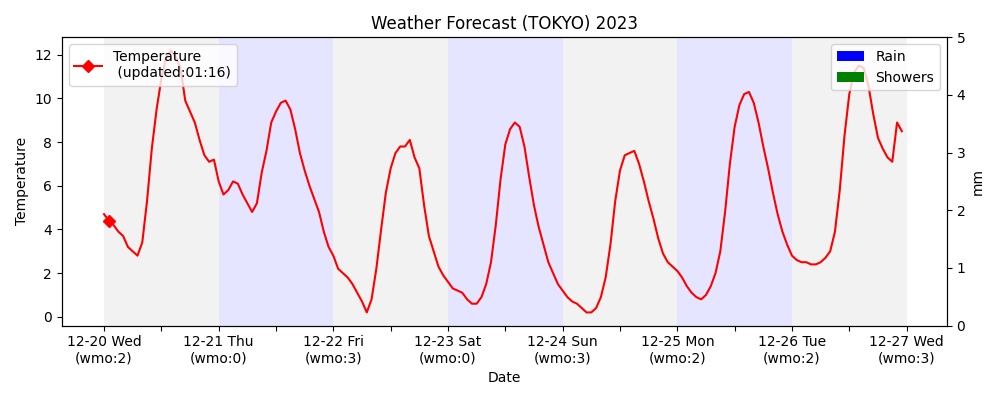 Weather Forecast (TOKYO) 2023
Temperature
(updated:01:16)
Rain
Showers
Temperature
12
10
8
6
4
2
0
5
4
3
2
1
0
mm
12-20 Wed
(wmo:2)
12-21 Thu
(wmo:0)
12-22 Fri
(wmo:3)
12-23 Sat
(wmo:0)
12-24 Sun
(wmo:3)
12-25 Mon
(wmo:2)
12-26 Tue
(wmo:2)
12-27 Wed
(wmo:3)
Date